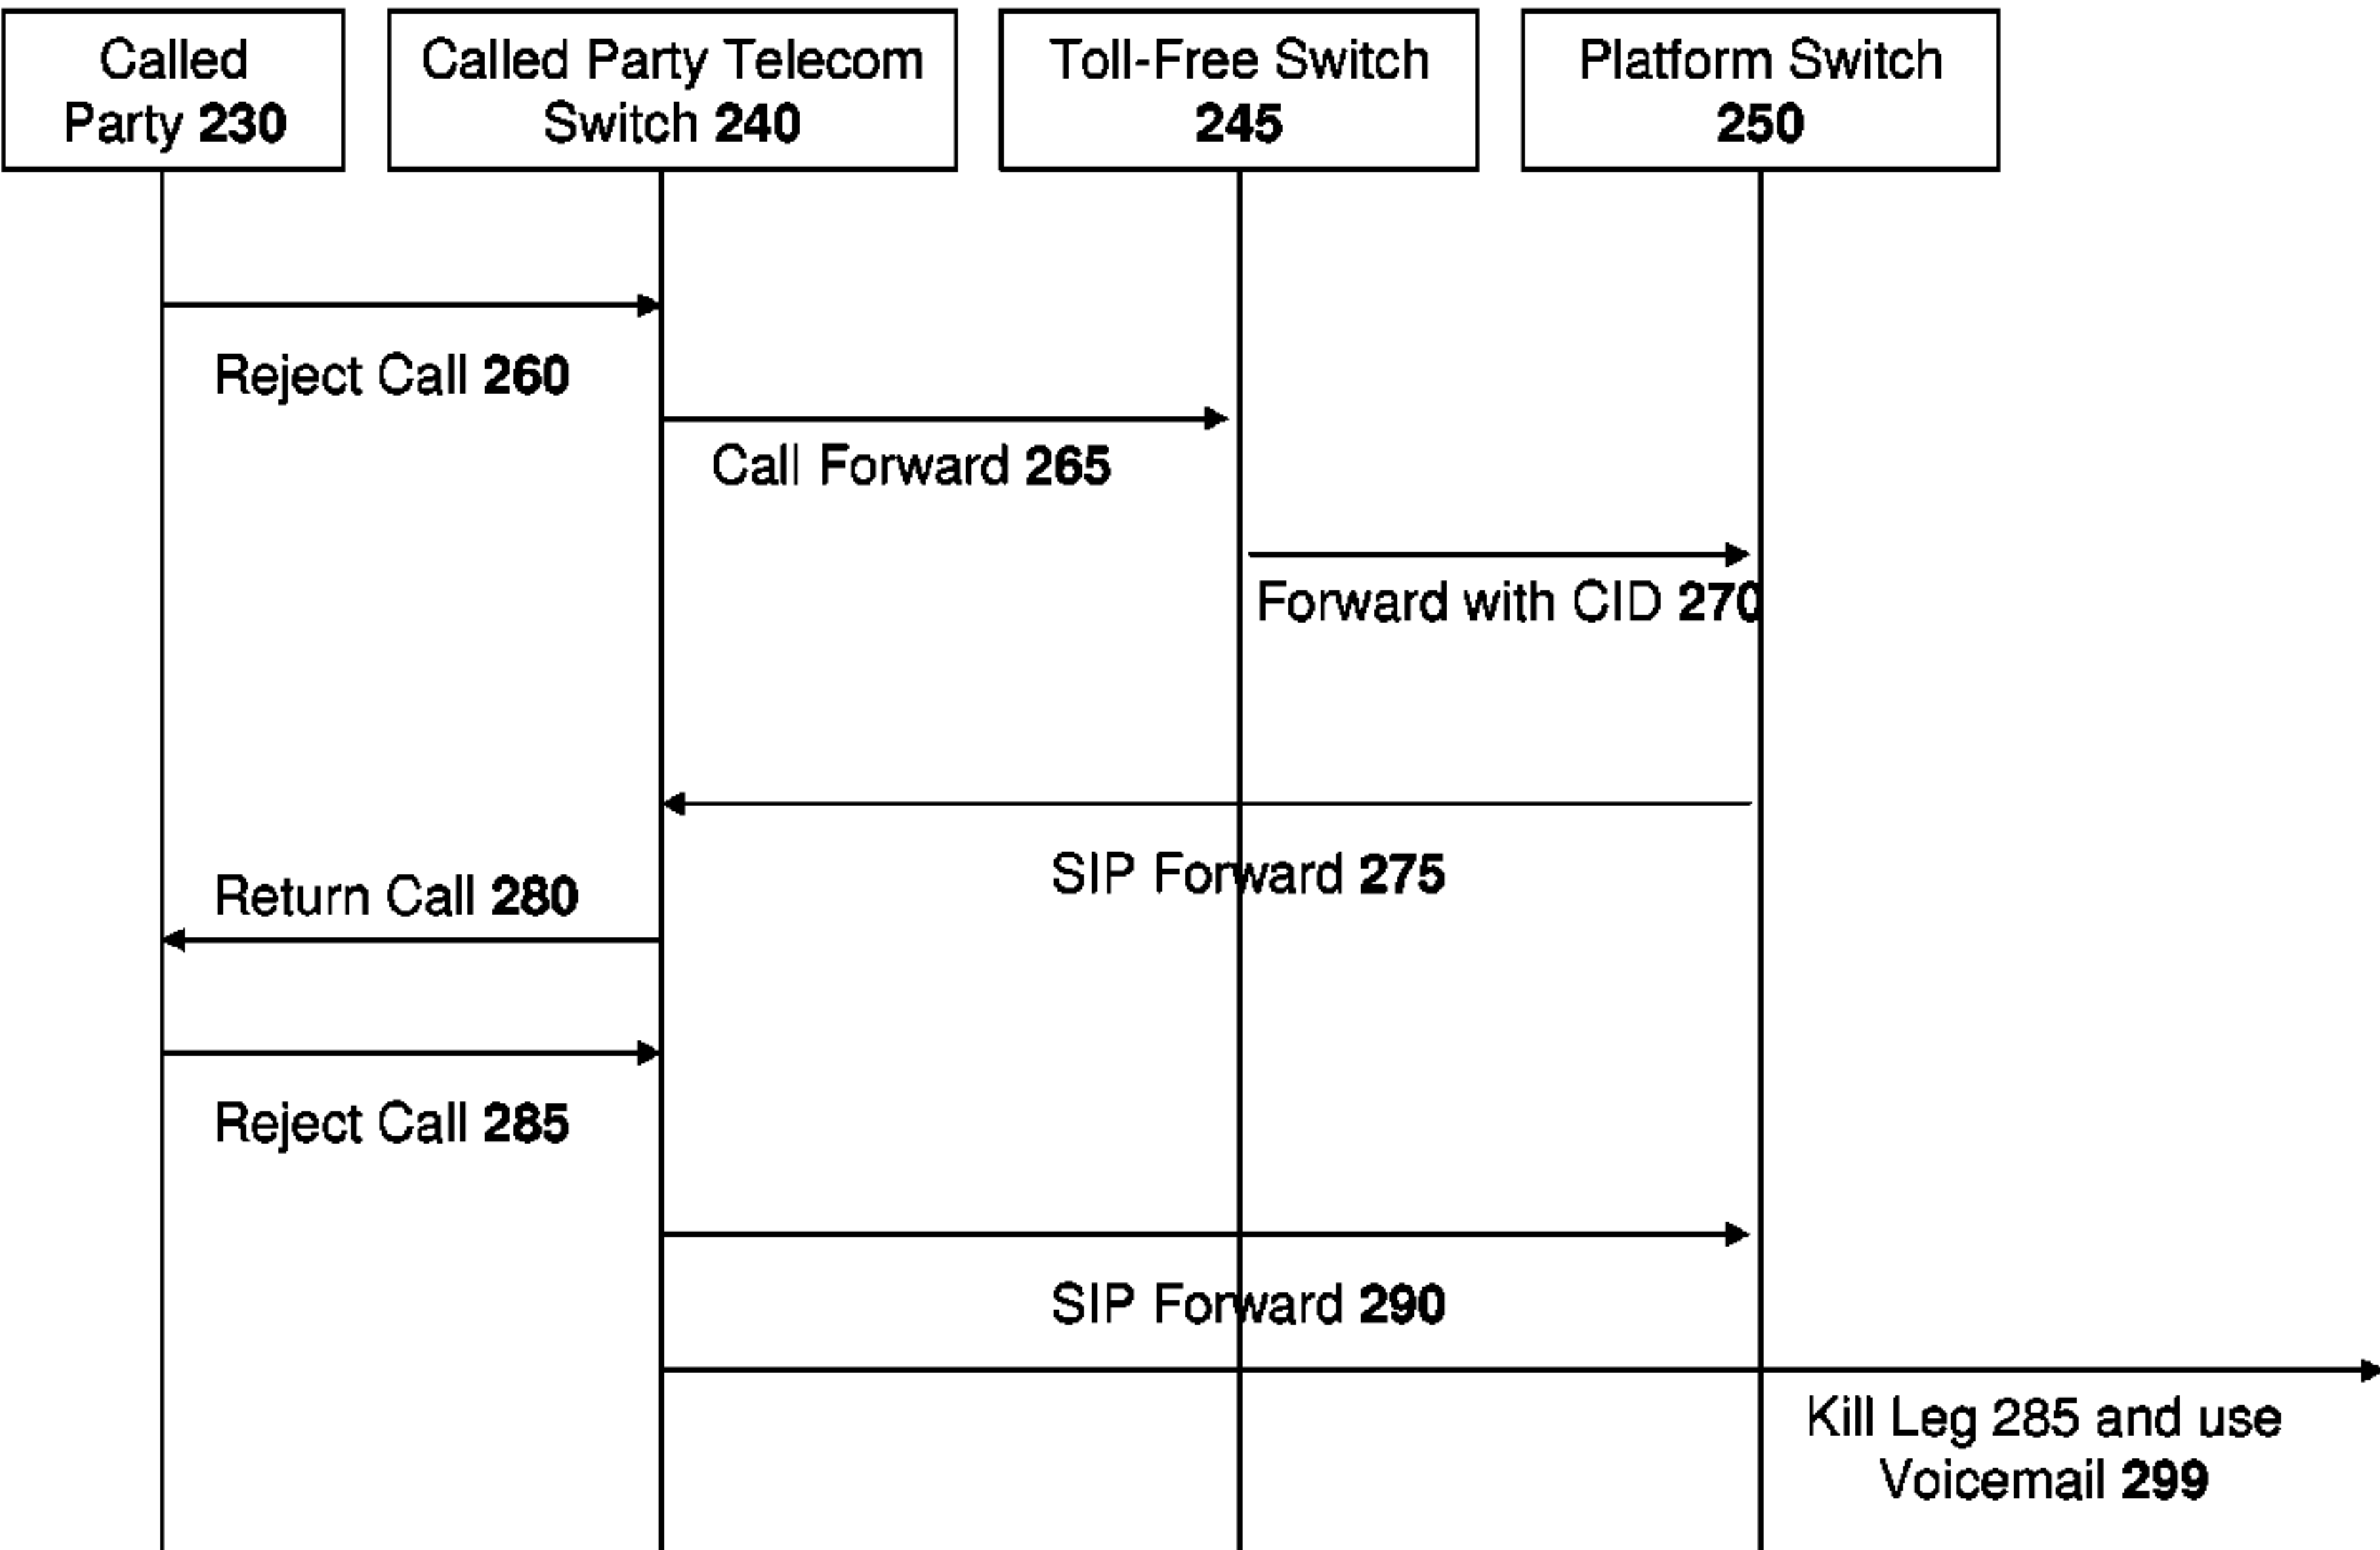 Called
Party 230
Called Party Telecom
Switch 240
Toll-Free Switch
245
Platform Switch
250
Reject Call 260
Call Forward 265
Forward with CID 270
SIP Forward 275
Return Call 280
Reject Call 285
SIP Forward 290
Kill Leg 285 and use
Voicemail 299